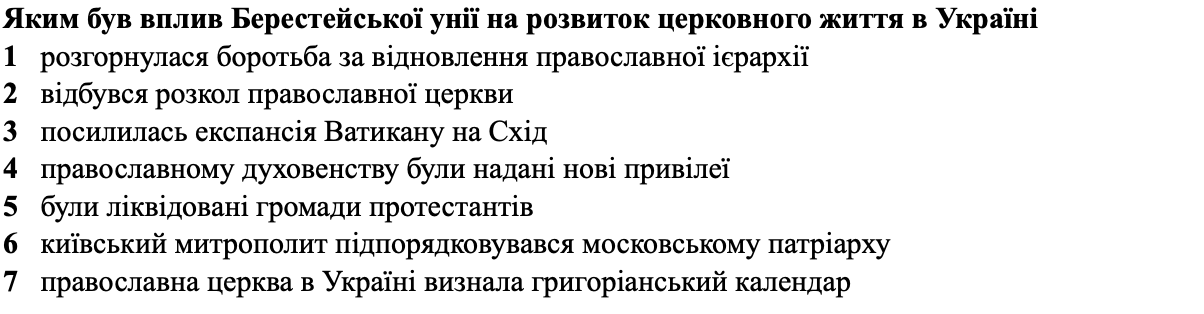 Яким був вплив Берестейської унії на розвиток церковного життя в Україні
1 розгорнулася боротьба за відновлення православної ієрархії
2 відбувся розкол православної церкви
3 посилилась експансія Ватикану на Схід
4 православному духовенству були надані нові привілеї
5 були ліквідовані громади протестантів
6 київський митрополит підпорядковувався московському патріарху
7 православна церква в Україні визнала григоріанський календар